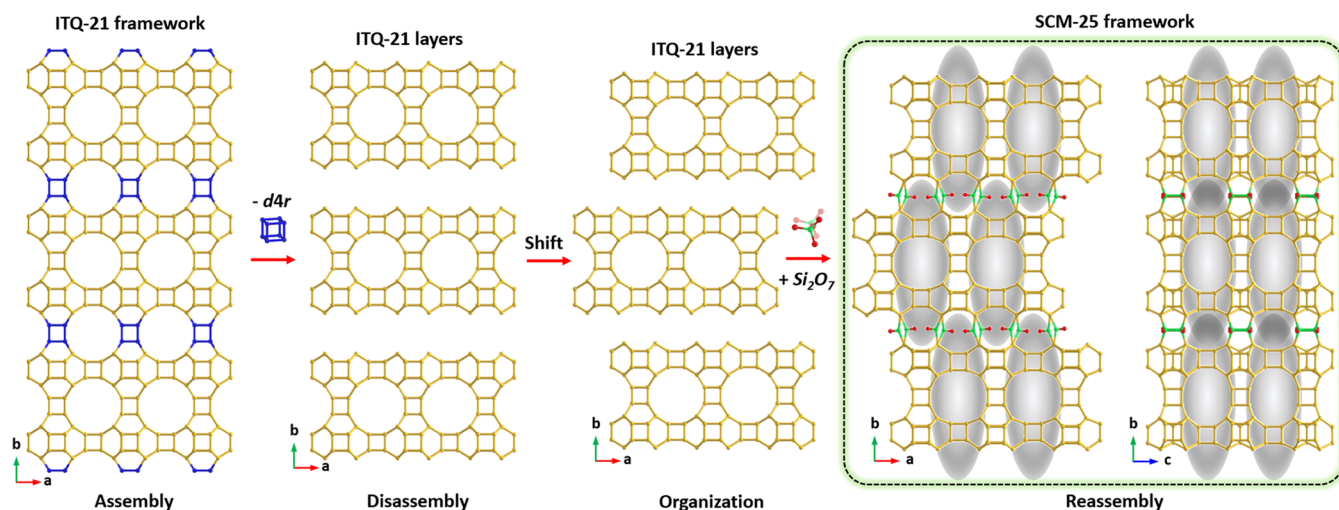 ITQ-21 framework
ITQ-21 layers
ITQ-21 layers
SCM-25 framework
- d4r
Shift
+ Si₂O₇
b
a
b
a
b
a
b
a
b
c
Assembly
Disassembly
Organization
Reassembly